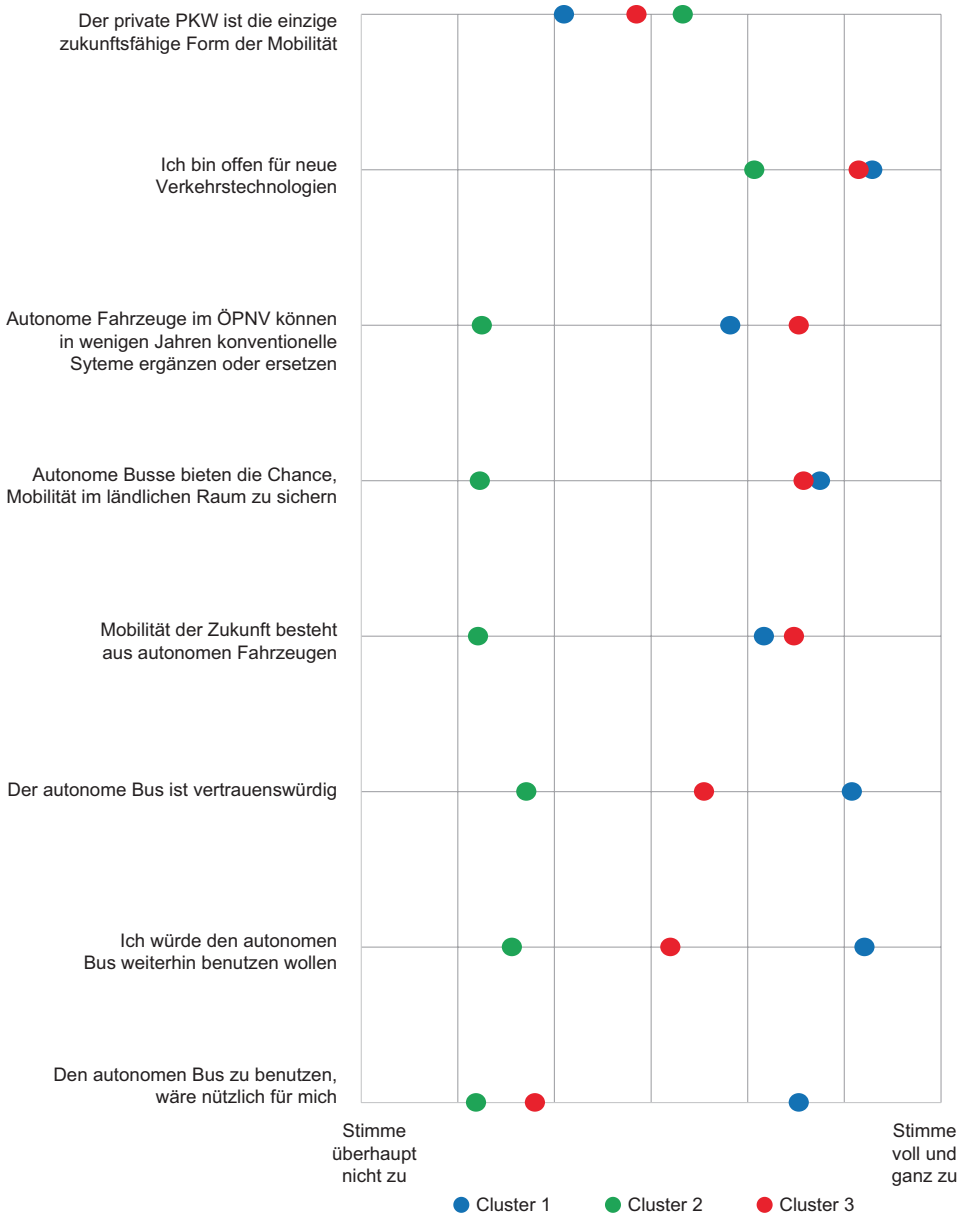 Der private PKW ist die einzige
zukunftsfähige Form der Mobilität
Ich bin offen für neue
Verkehrstechnologien
Autonome Fahrzeuge im ÖPNV können
in wenigen Jahren konventionelle
Syteme ergänzen oder ersetzen
Autonome Busse bieten die Chance,
Mobilität im ländlichen Raum zu sichern
Mobilität der Zukunft besteht
aus autonomen Fahrzeugen
Der autonome Bus ist vertrauenswürdig
Ich würde den autonomen
Bus weiterhin benutzen wollen
Den autonomen Bus zu benutzen,
wäre nützlich für mich
Stimme
überhaupt
nicht zu
Stimme
voll und
ganz zu
Cluster 1
Cluster 2
Cluster 3